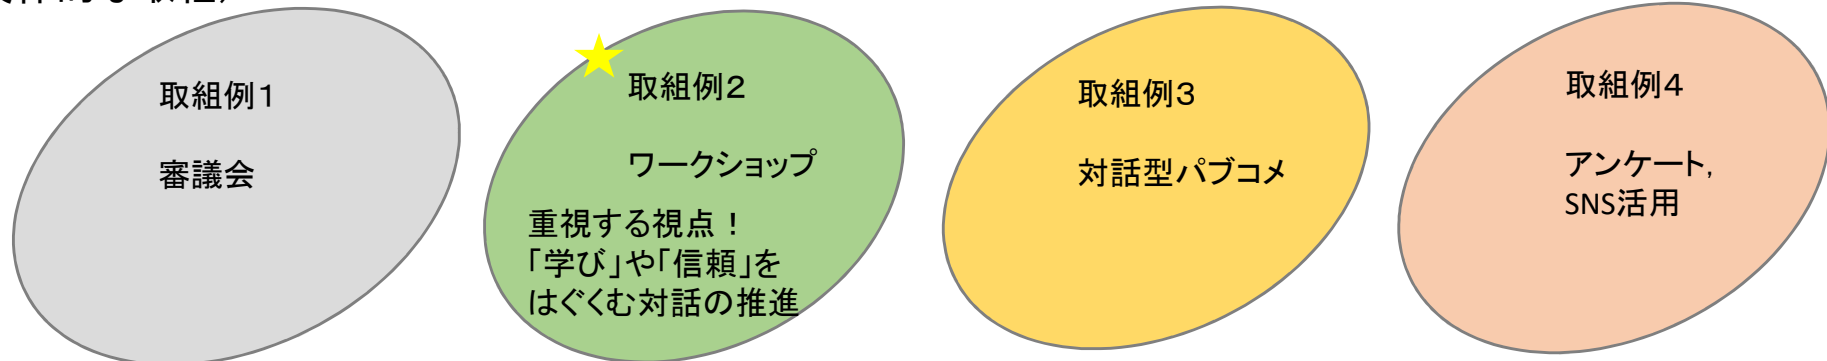 取組例１
審議会
取組例２
ワークショップ
重視する視点！
「学び」や「信頼」を
はぐくむ対話の推進
取組例３
対話型パブコメ
取組例４
アンケート,
SNS活用